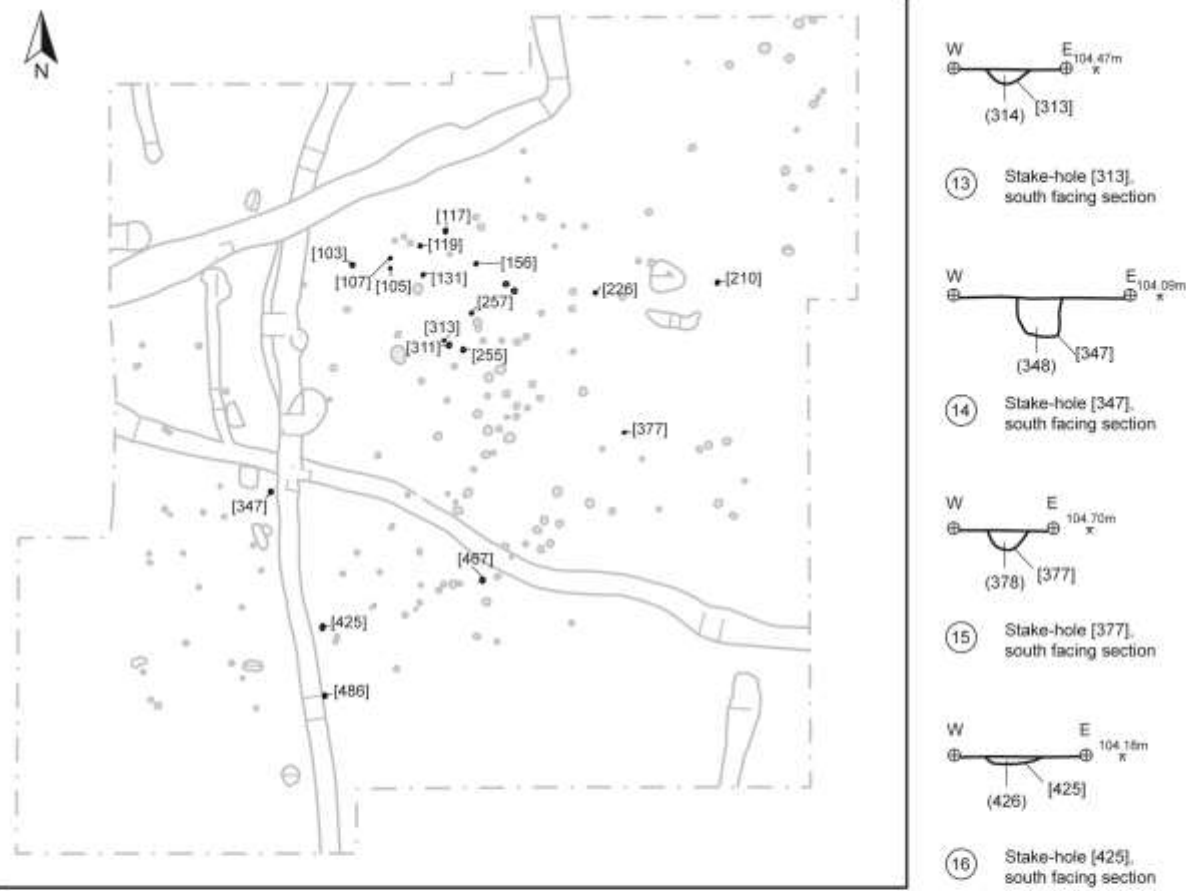 N
[117]
[119]
[103]
[107]
[105]
[131]
[156]
[226]
[210]
[257]
[313]
[311]
[255]
[377]
[347]
[467]
[425]
[486]
W E
104.47m
(314) [313]
13 Stake-hole [313],
south facing section
W E
104.09m
(348) [347]
14 Stake-hole [347],
south facing section
W E
104.70m
(378) [377]
15 Stake-hole [377],
south facing section
W E
104.18m
(426) [425]
16 Stake-hole [425],
south facing section